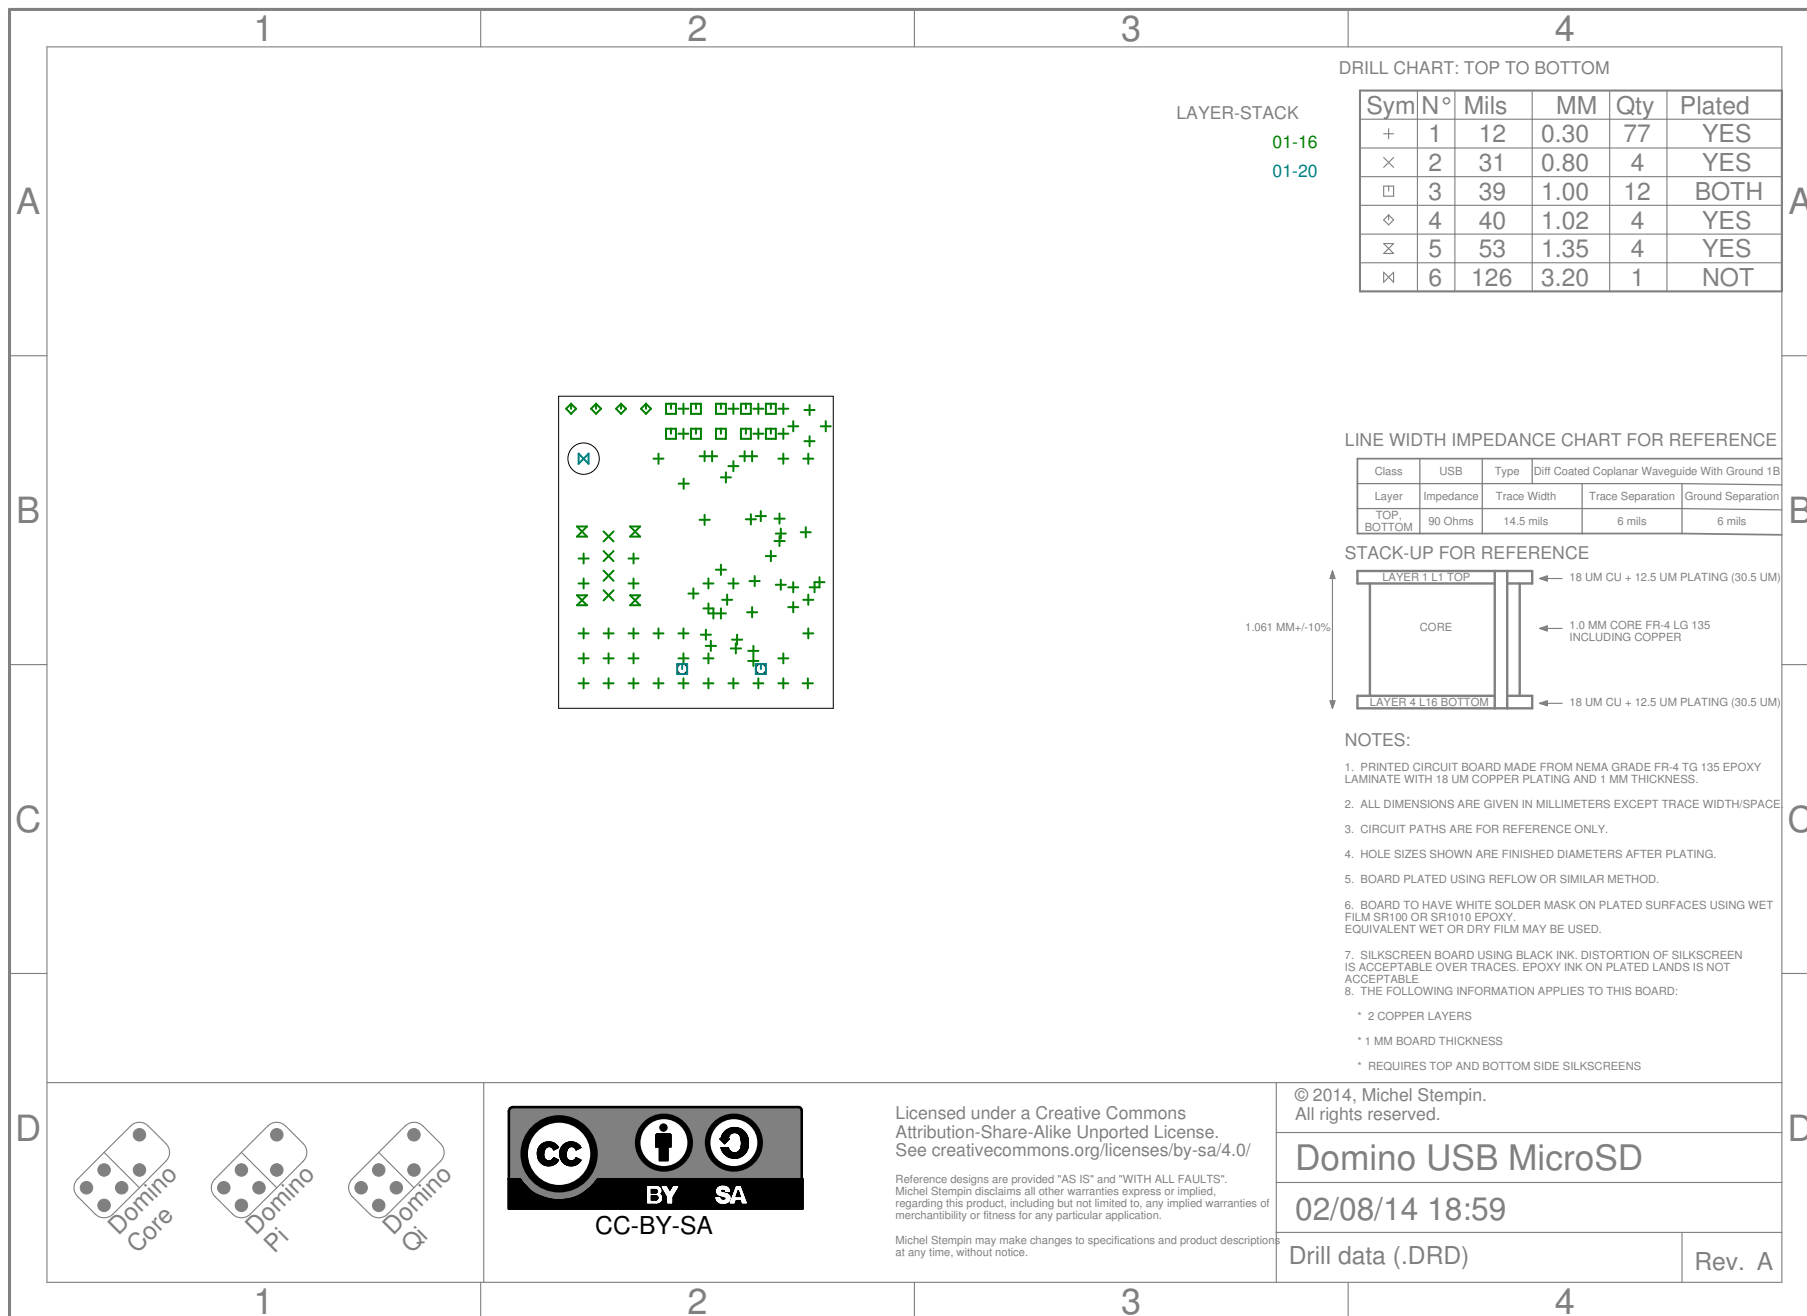 1 2 3 4
DRILL CHART: TOP TO BOTTOM
LAYER-STACK
01-16
01-20
Sym N° Mils MM Qty Plated
+ 1 12 0.30 77 YES
× 2 31 0.80 4 YES
3 39 1.00 12 BOTH
4 40 1.02 4 YES
5 53 1.35 4 YES
6 126 3.20 1 NOT
A A
LINE WIDTH IMPEDANCE CHART FOR REFERENCE
Class USB Type Diff Coated Coplanar Waveguide With Ground 1B
Layer Impedance Trace Width Trace Separation Ground Separation
TOP, BOTTOM 90 Ohms 14.5 mils 6 mils 6 mils
B B
STACK-UP FOR REFERENCE
LAYER 1 L1 TOP 18 UM CU + 12.5 UM PLATING (30.5 UM)
1.061 MM+/-10% CORE 1.0 MM CORE FR-4 LG 135
INCLUDING COPPER
LAYER 4 L16 BOTTOM 18 UM CU + 12.5 UM PLATING (30.5 UM)
NOTES:
1. PRINTED CIRCUIT BOARD MADE FROM NEMA GRADE FR-4 TG 135 EPOXY
LAMINATE WITH 18 UM COPPER PLATING AND 1 MM THICKNESS.
2. ALL DIMENSIONS ARE GIVEN IN MILLIMETERS EXCEPT TRACE WIDTH/SPACE
C C
3. CIRCUIT PATHS ARE FOR REFERENCE ONLY.
4. HOLE SIZES SHOWN ARE FINISHED DIAMETERS AFTER PLATING.
5. BOARD PLATED USING REFLOW OR SIMILAR METHOD.
6. BOARD TO HAVE WHITE SOLDER MASK ON PLATED SURFACES USING WET
FILM SR100 OR SR1010 EPOXY.
EQUIVALENT WET OR DRY FILM MAY BE USED.
7. SILKSCREEN BOARD USING BLACK INK. DISTORTION OF SILKSCREEN
IS ACCEPTABLE OVER TRACES. EPOXY INK ON PLATED LANDS IS NOT
ACCEPTABLE
8. THE FOLLOWING INFORMATION APPLIES TO THIS BOARD:
* 2 COPPER LAYERS
* 1 MM BOARD THICKNESS
* REQUIRES TOP AND BOTTOM SIDE SILKSCREENS
D D
Domino
Core
Domino
Pi
Domino
Qi
cc
BY SA
CC-BY-SA
Licensed under a Creative Commons
Attribution-Share-Alike Unported License.
See creativecommons.org/licenses/by-sa/4.0/
Reference designs are provided "AS IS" and "WITH ALL FAULTS".
Michel Stempin disclaims all other warranties express or implied,
regarding this product, including but not limited to, any implied warranties of
merchantibility or fitness for any particular application.
Michel Stempin may make changes to specifications and product descriptions
at any time, without notice.
© 2014, Michel Stempin.
All rights reserved.
Domino USB MicroSD
02/08/14 18:59
Drill data (.DRD)
Rev. A
1 2 3 4